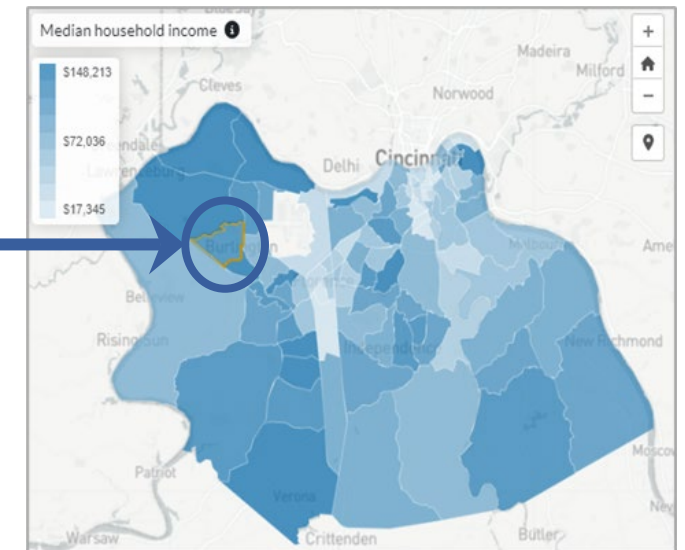 Median household income
$148,213
$72,036
$17,345
Cleves
Madeira
Milford
Norwood
Delhi
Cincinnati
Burlington
Rising Sun
Independence
New Richmond
Patriot
Verona
Warsaw
Crittenden
Butler